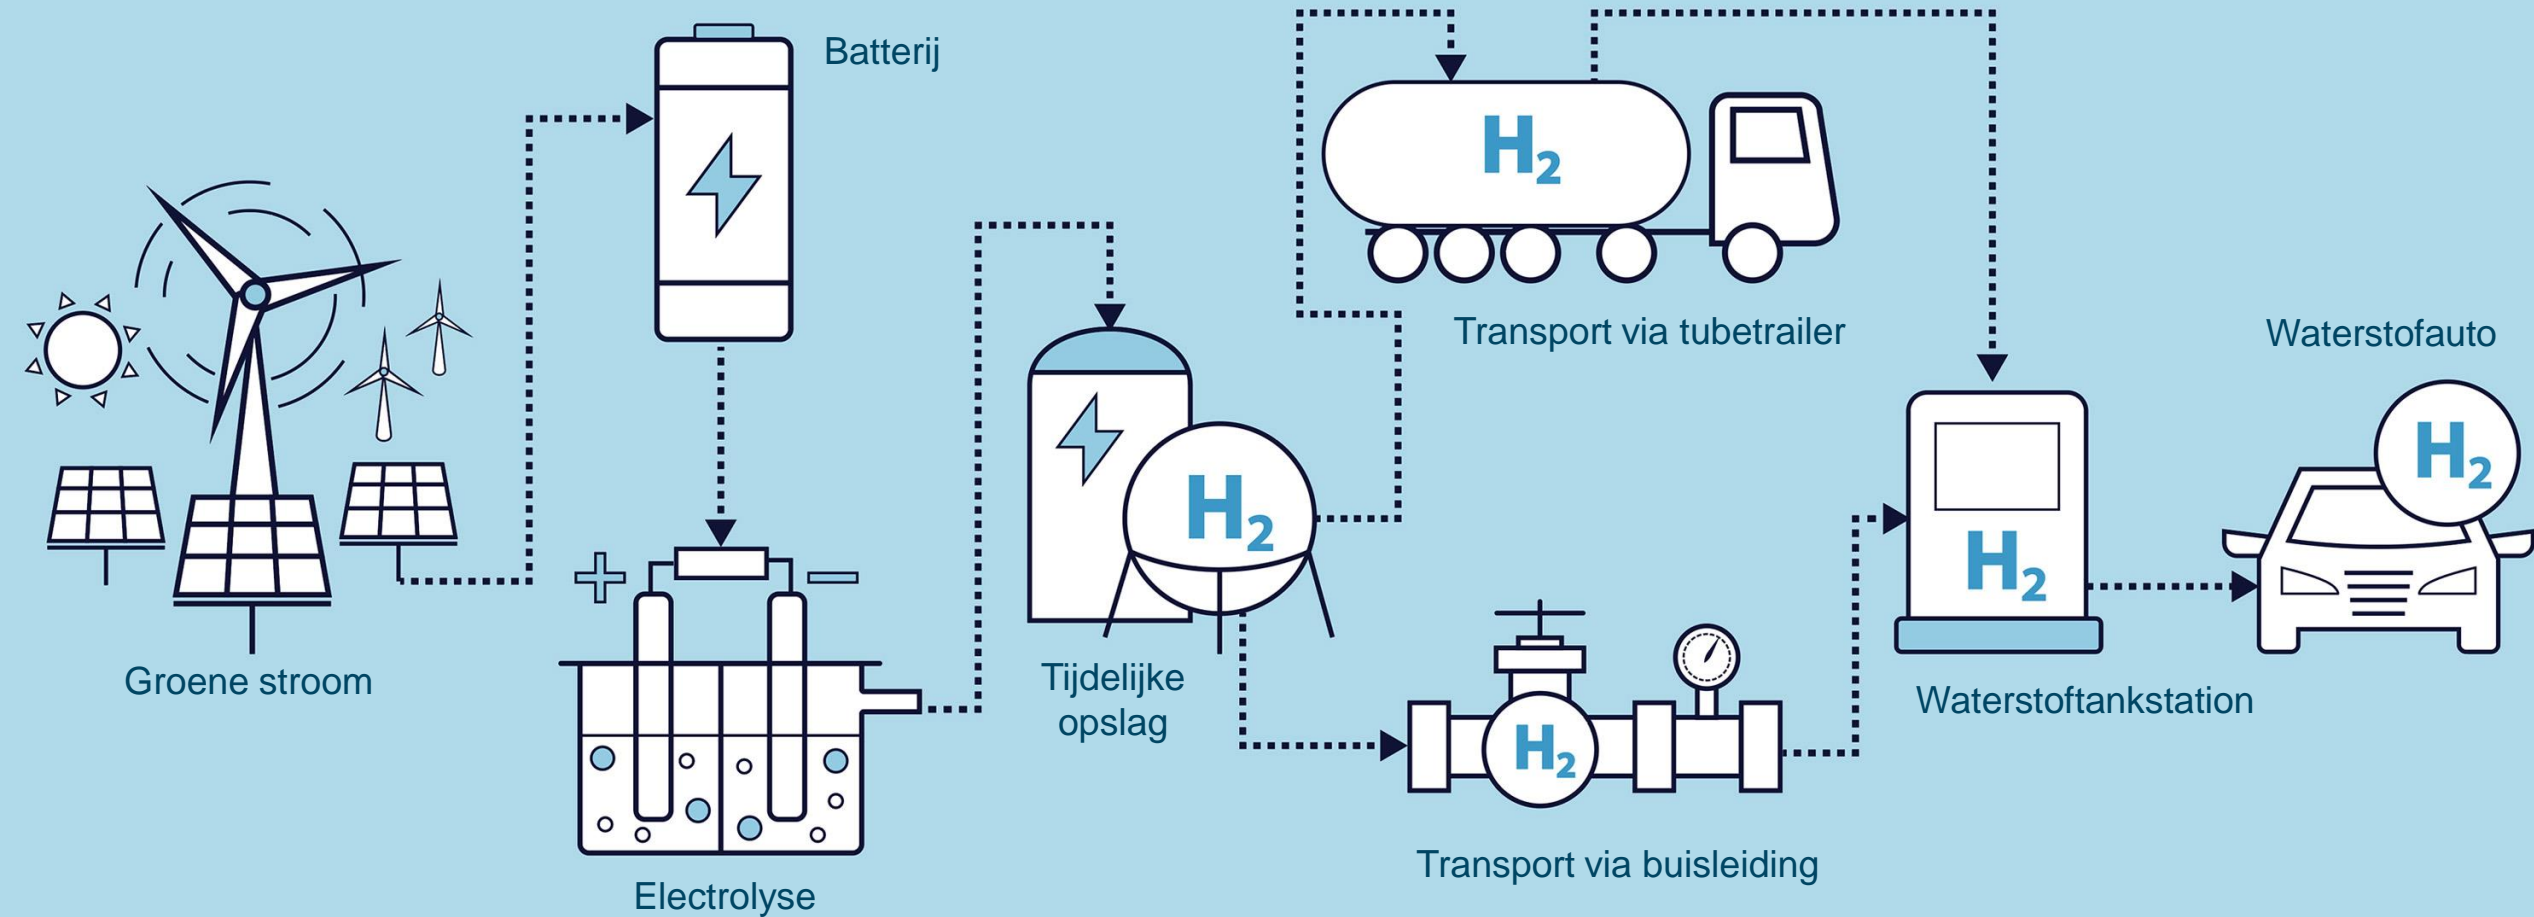 Batterij
H₂
Transport via tubetrailer
Waterstofauto
H₂
H₂
Groene stroom
+ −
Tijdelijke
opslag
H₂
Waterstoftankstation
H₂
Transport via buisleiding
Electrolyse